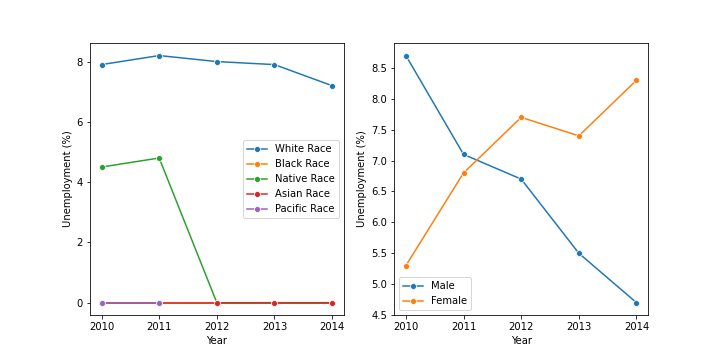 8
6
4
2
0
Unemployment (%)
White Race
Black Race
Native Race
Asian Race
Pacific Race
2010 2011 2012 2013 2014
Year
8.5
8.0
7.5
7.0
6.5
6.0
5.5
5.0
4.5
Unemployment (%)
Male
Female
2010 2011 2012 2013 2014
Year